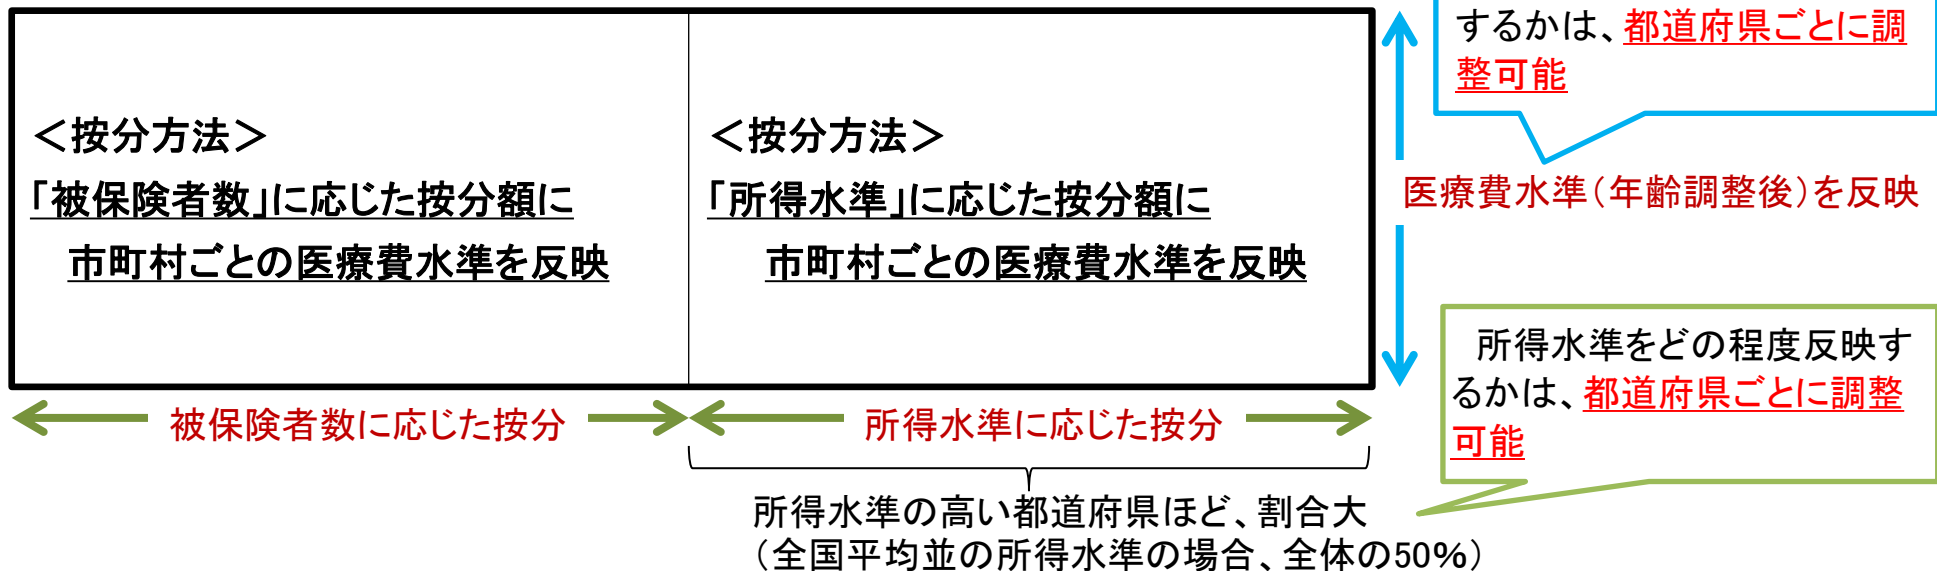 するかは、都道府県ごとに調
整可能
＜按分方法＞
「被保険者数」に応じた按分額に
市町村ごとの医療費水準を反映
＜按分方法＞
「所得水準」に応じた按分額に
市町村ごとの医療費水準を反映
医療費水準（年齢調整後）を反映
所得水準をどの程度反映す
るかは、都道府県ごとに調整
可能
被保険者数に応じた按分
所得水準に応じた按分
所得水準の高い都道府県ほど、割合大
（全国平均並の所得水準の場合、全体の50%）